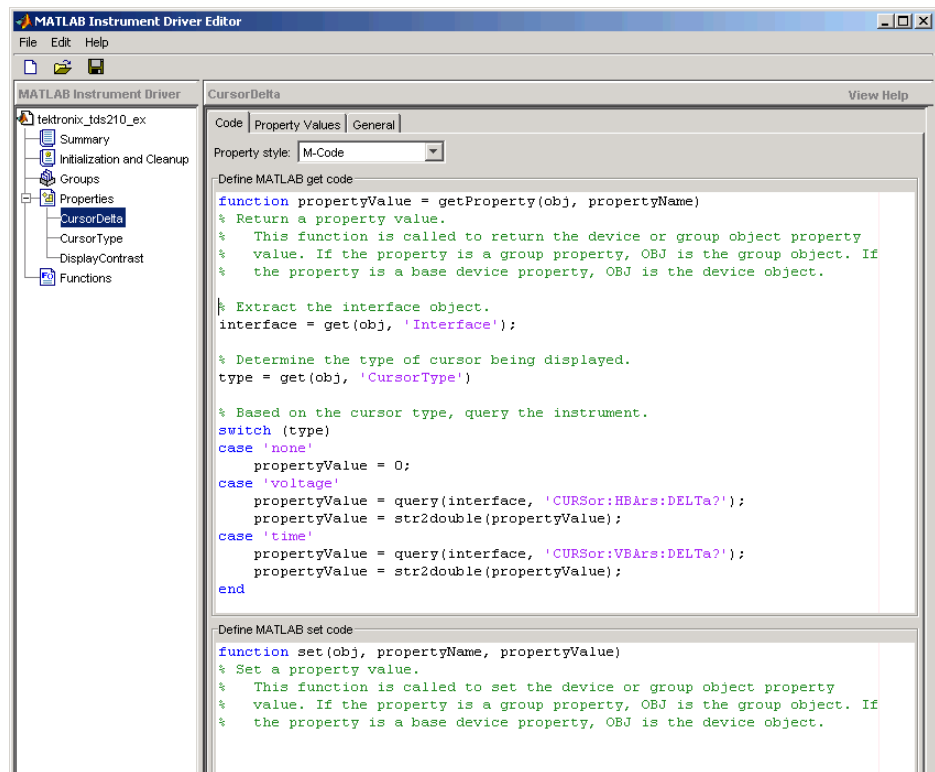 MATLAB Instrument Driver Editor
File Edit Help
MATLAB Instrument Driver
CursorDelta
View Help
tektronix_tds210_ex
Summary
Initialization and Cleanup
Groups
Properties
CursorDelta
CursorType
DisplayContrast
Functions
Code Property Values General
Property style: M-Code
Define MATLAB get code
function propertyValue = getProperty(obj, propertyName)
% Return a property value.
%   This function is called to return the device or group object property
%   value. If the property is a group property, OBJ is the group object. If
%   the property is a base device property, OBJ is the device object.
% Extract the interface object.
interface = get(obj, 'Interface');
% Determine the type of cursor being displayed.
type = get(obj, 'CursorType')
% Based on the cursor type, query the instrument.
switch (type)
case 'none'
    propertyValue = 0;
case 'voltage'
    propertyValue = query(interface, 'CURSor:HBArs:DELTa?');
    propertyValue = str2double(propertyValue);
case 'time'
    propertyValue = query(interface, 'CURSor:VBArs:DELTa?');
    propertyValue = str2double(propertyValue);
end
Define MATLAB set code
function set(obj, propertyName, propertyValue)
% Set a property value.
%   This function is called to set the device or group object property
%   value. If the property is a group property, OBJ is the group object. If
%   the property is a base device property, OBJ is the device object.